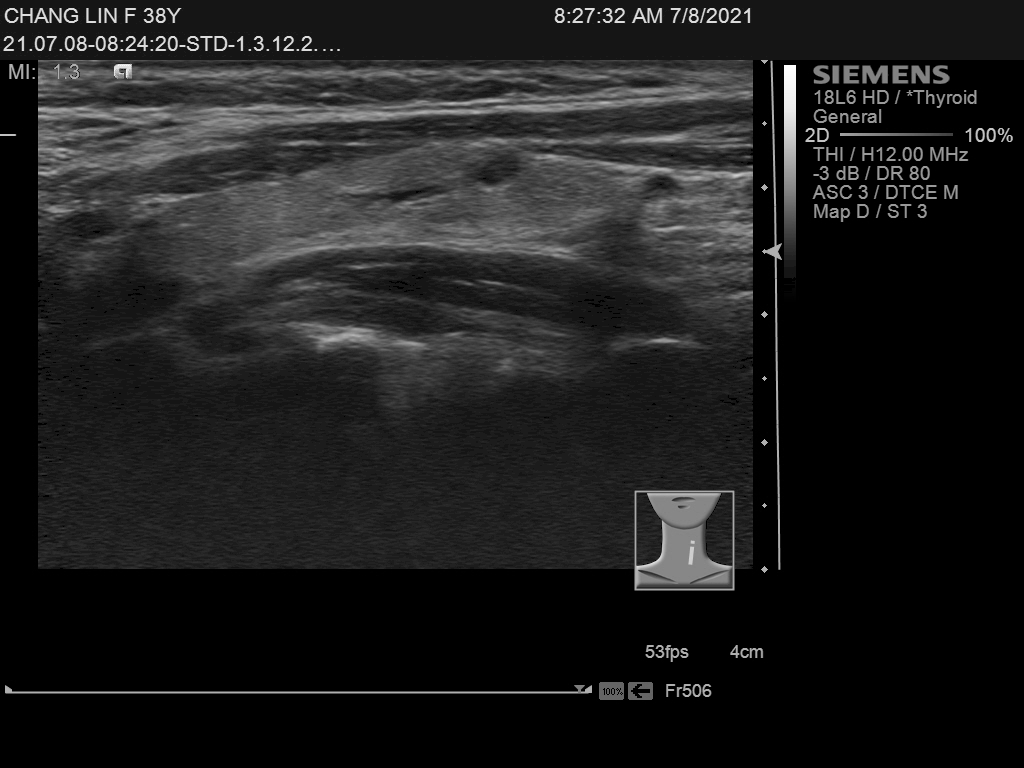 CHANG LIN F 38Y
8:27:32 AM 7/8/2021
21.07.08-08:24:20-STD-1.3.12.2....
MI: 1.3
SIEMENS
18L6 HD / *Thyroid
General
2D 100%
THI / H12.00 MHz
-3 dB / DR 80
ASC 3 / DTCE M
Map D / ST 3
i
53fps 4cm
100% Fr506